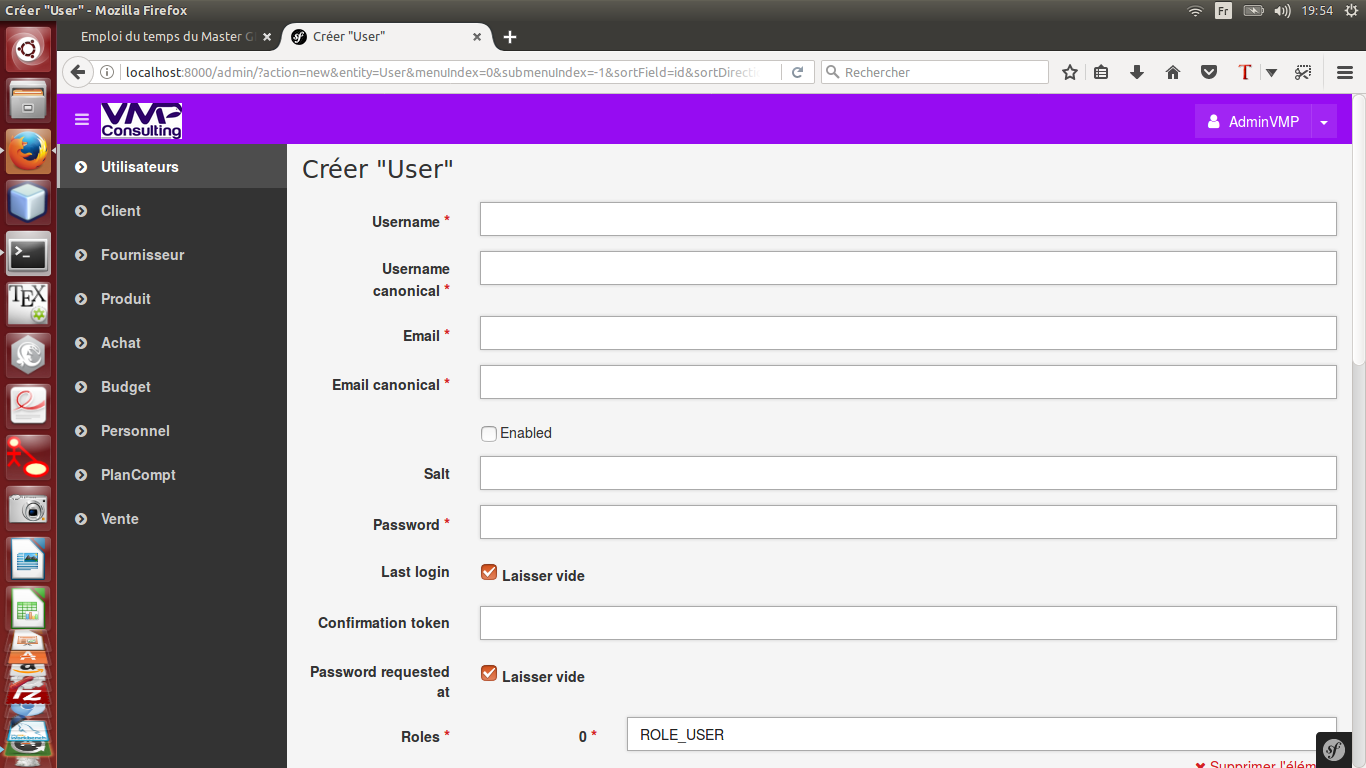 Créer "User" - Mozilla Firefox
Fr
19:54
Emploi du temps du Master
Créer "User"
localhost:8000/admin/?action=new&entity=User&menuIndex=0&submenuIndex=-1&sortField=id&sortDirecti
Rechercher
T
VMP
Consulting
AdminVMP
Utilisateurs
Client
Fournisseur
Produit
Achat
Budget
Personnel
PlanCompt
Vente
Créer "User"
Username *
Username
canonical *
Email *
Email canonical *
Enabled
Salt
Password *
Last login
Laisser vide
Confirmation token
Password requested
at
Laisser vide
Roles *
0 *
ROLE_USER
Supprimer l'élém
TEX
sf